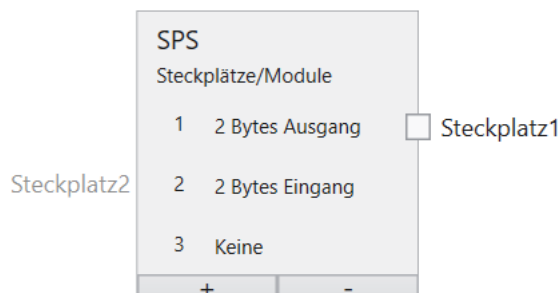 SPS
Steckplätze/Module
1 2 Bytes Ausgang
Steckplatz1
Steckplatz2
2 2 Bytes Eingang
3 Keine
+ -